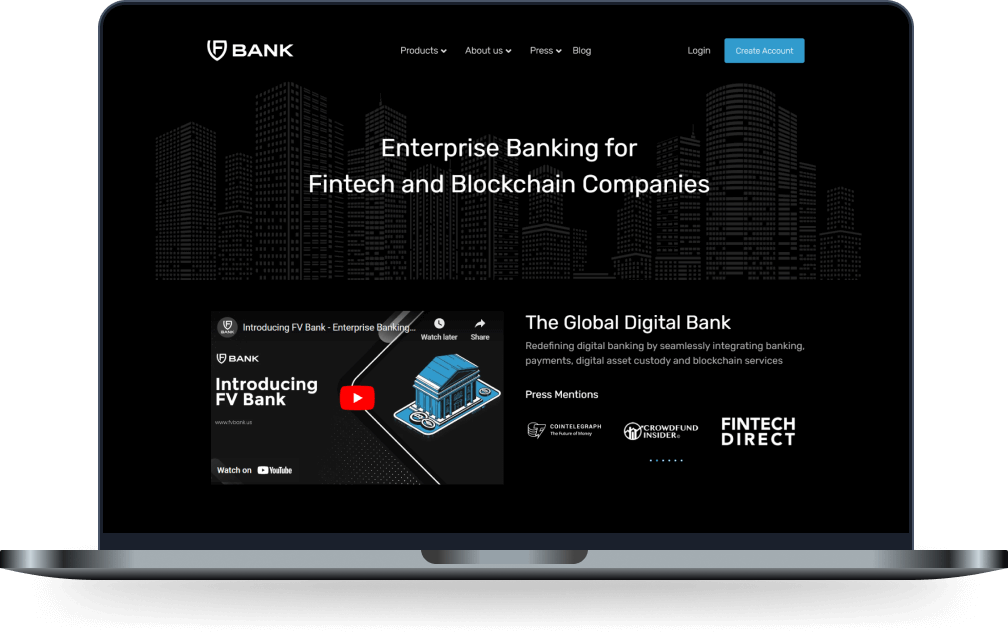 BANK
Products
About us
Press
Blog
Login
Create Account
Enterprise Banking for
Fintech and Blockchain Companies
BANK
Introducing FV Bank - Enterprise Banking...
Watch later
Share
BANK
Introducing
FV Bank
www.fvbank.us
Watch on YouTube
The Global Digital Bank
Redefining digital banking by seamlessly integrating banking,
payments, digital asset custody and blockchain services
Press Mentions
COINTELEGRAPH
The Future of Money
CROWDFUND
INSIDER
FINTECH
DIRECT